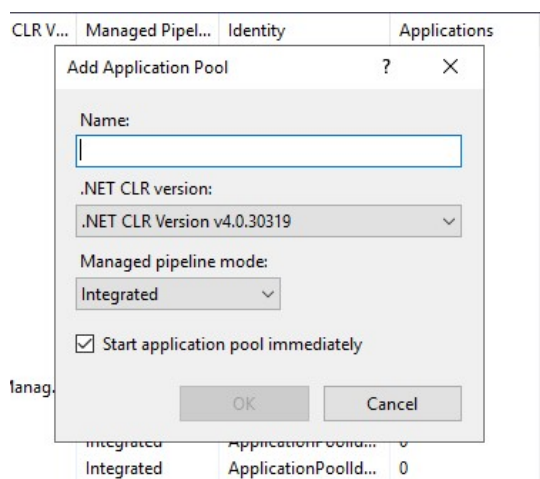 CLR V... Managed Pipel... Identity Applications
Add Application Pool ? X
Name:
.NET CLR version:
.NET CLR Version v4.0.30319
Managed pipeline mode:
Integrated
Start application pool immediately
Manag.
OK Cancel
Integrated ApplicationPoolId... 0
Integrated ApplicationPoolId... 0